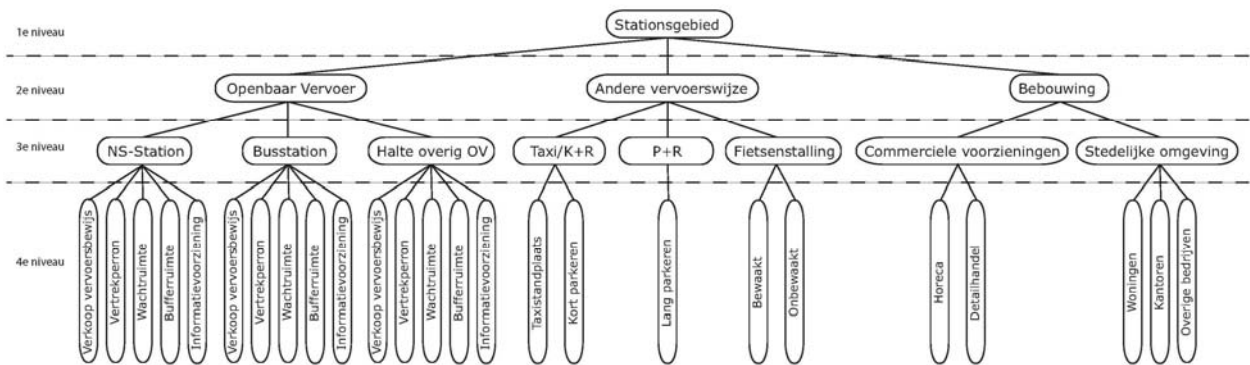 Stationsgebied
1e niveau
2e niveau
Openbaar Vervoer
Andere vervoerswijze
Bebouwing
3e niveau
NS-Station
Busstation
Halte overig OV
Taxi/K+R
P+R
Fietsenstalling
Commerciele voorzieningen
Stedelijke omgeving
4e niveau
Verkoop vervoersbewijs
Vertrekperron
Wachtruimte
Bufferruimte
Informatievoorziening
Verkoop vervoersbewijs
Vertrekperron
Wachtruimte
Bufferruimte
Informatievoorziening
Verkoop vervoersbewijs
Vertrekperron
Wachtruimte
Bufferruimte
Informatievoorziening
Taxistandplaats
Kort parkeren
Lang parkeren
Bewaakt
Onbewaakt
Horeca
Detailhandel
Woningen
Kantoren
Overige bedrijven